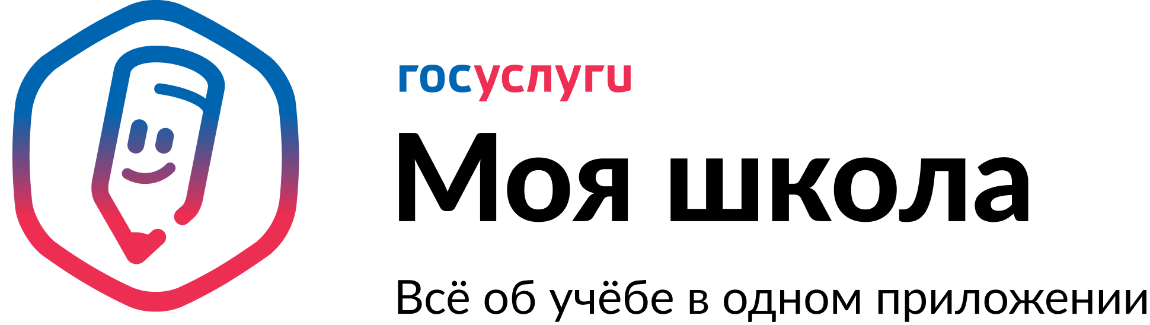 госуслуги
Моя школа
Всё об учёбе в одном приложении